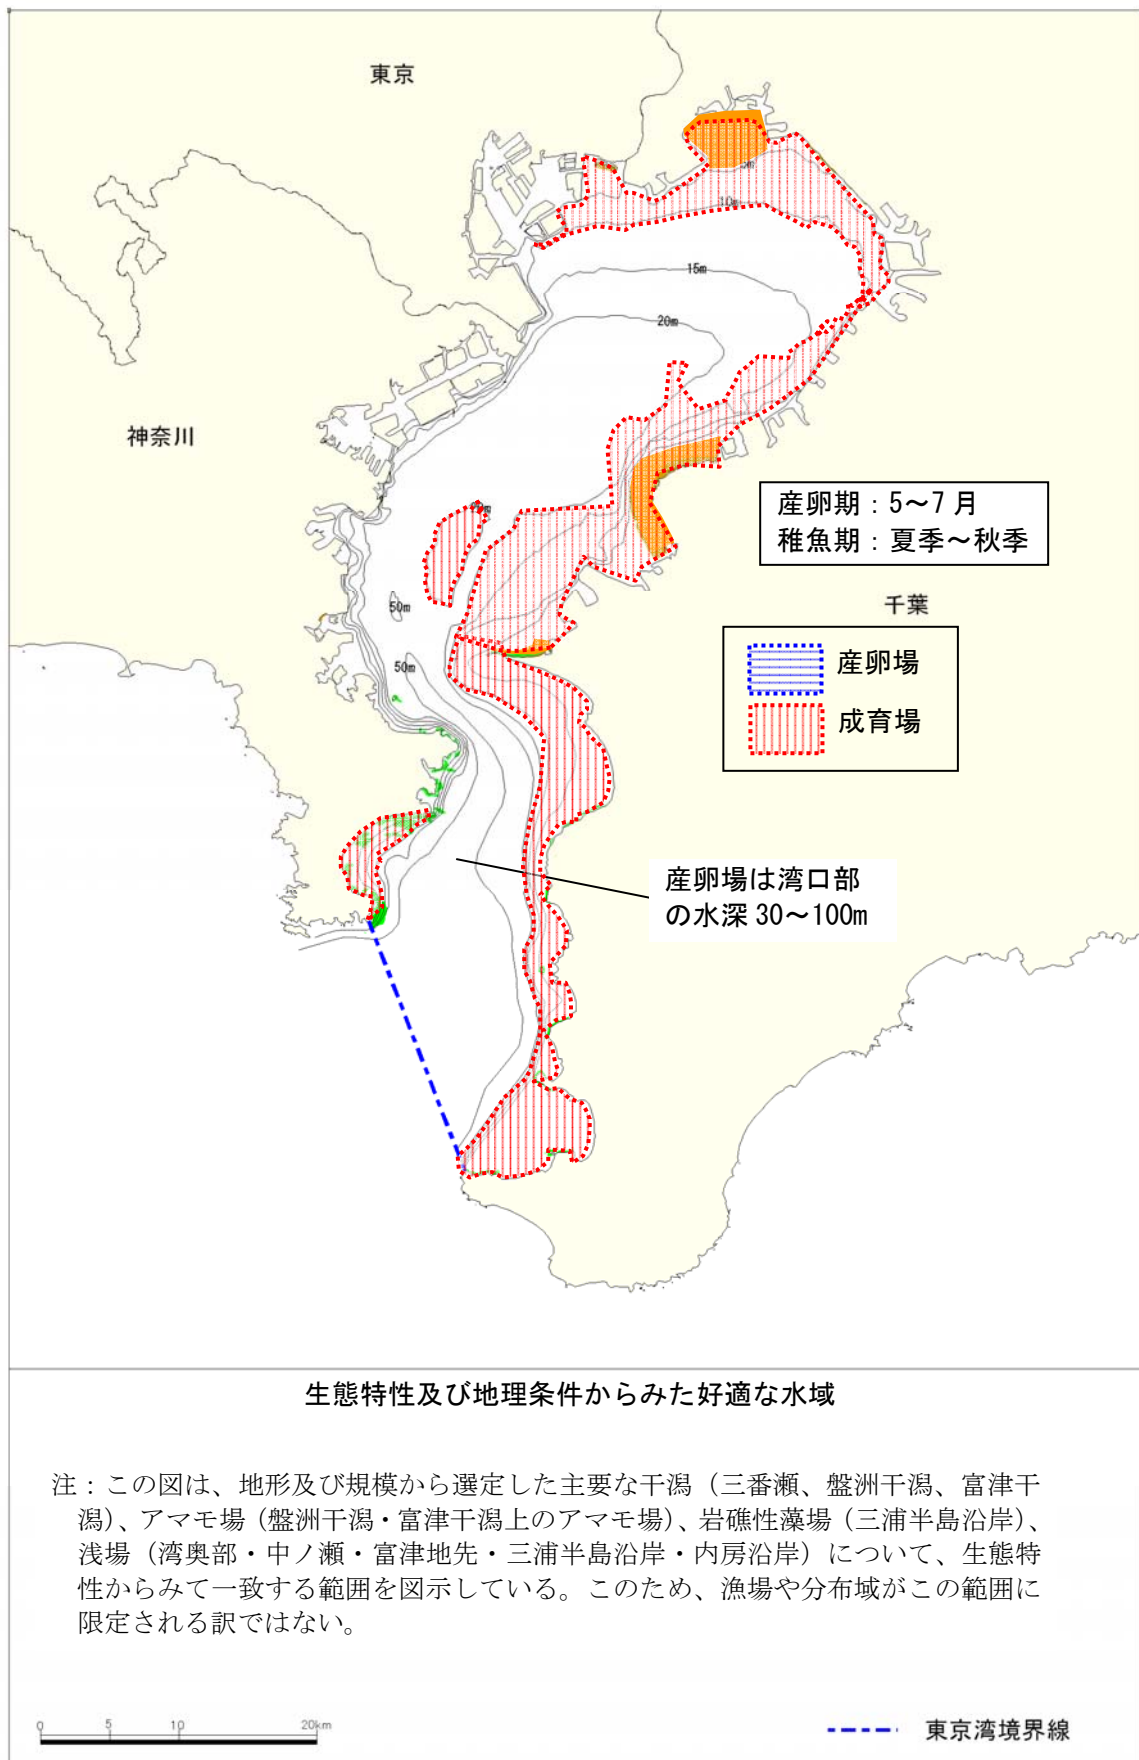 東京
5m
10m
15m
20m
神奈川
産卵期：5～7月
稚魚期：夏季～秋季
千葉
50m
産卵場
50m
成育場
産卵場は湾口部
の水深30～100m
生態特性及び地理条件からみた好適な水域
注：この図は、地形及び規模から選定した主要な干潟（三番瀬、盤洲干潟、富津干
潟）、アマモ場（盤洲干潟・富津干潟上のアマモ場）、岩礁性藻場（三浦半島沿岸）、
浅場（湾奥部・中ノ瀬・富津地先・三浦半島沿岸・内房沿岸）について、生態特
性からみて一致する範囲を図示している。このため、漁場や分布域がこの範囲に
限定される訳ではない。
0 5 10 20km
東京湾境界線